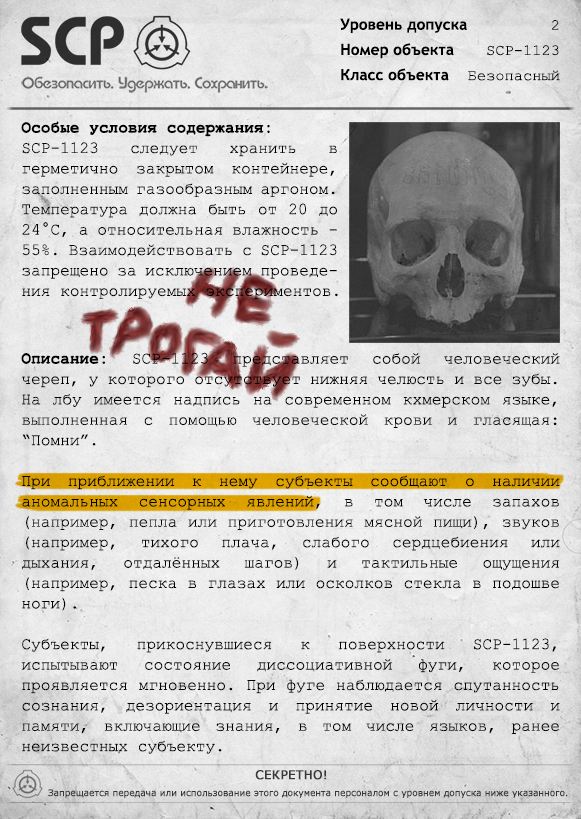 SCP
Обезопасить. Удержать. Сохранить.
Уровень допуска 2
Номер объекта SCP-1123
Класс объекта Безопасный
Особые условия содержания:
SCP-1123 следует хранить в
герметично закрытом контейнере,
заполненным газообразным аргоном.
Температура должна быть от 20 до
24°C, а относительная влажность –
55%. Взаимодействовать с SCP-1123
запрещено за исключением проведе-
ния контролируемых экспериментов.
НЕ
ТРОГАЙ
Описание: SCP-1123 представляет собой человеческий
череп, у которого отсутствует нижняя челюсть и все зубы.
На лбу имеется надпись на современном кхмерском языке,
выполненная с помощью человеческой крови и гласящая:
“Помни”.
При приближении к нему субъекты сообщают о наличии
аномальных сенсорных явлений, в том числе запахов
(например, пепла или приготовления мясной пищи), звуков
(например, тихого плача, слабого сердцебиения или
дыхания, отдалённых шагов) и тактильные ощущения
(например, песка в глазах или осколков стекла в подошве
ноги).
Субъекты, прикоснувшиеся к поверхности SCP-1123,
испытывают состояние диссоциативной фуги, которое
проявляется мгновенно. При фуге наблюдается спутанность
сознания, дезориентация и принятие новой личности и
памяти, включающие знания, в том числе языков, ранее
неизвестных субъекту.
СЕКРЕТНО!
Запрещается передача или использование этого документа персоналом с уровнем допуска ниже указанного.